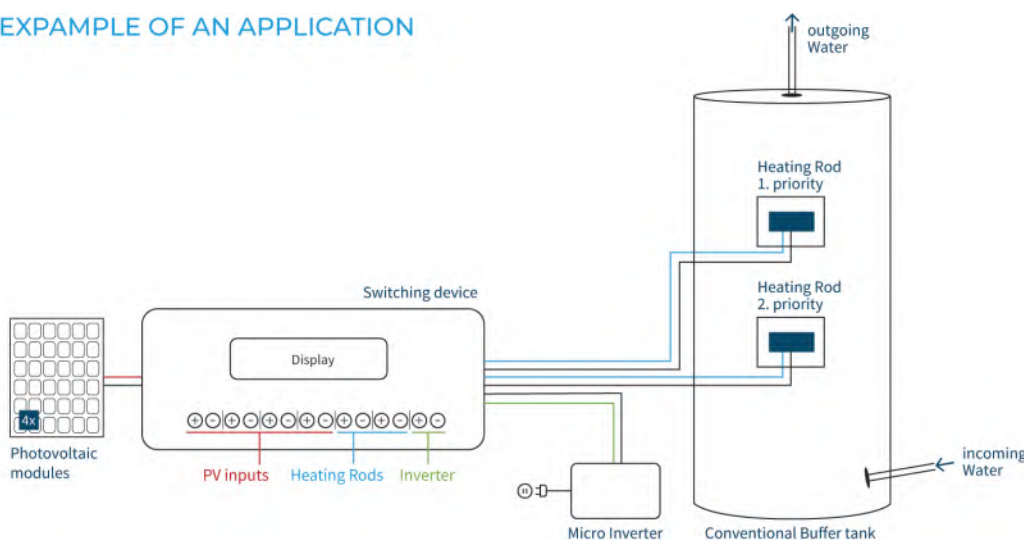 EXPAMPLE OF AN APPLICATION
outgoing
Water
Heating Rod
1. priority
Heating Rod
2. priority
Switching device
Display
4x
Photovoltaic
modules
+ - + - + - + - + - + - + -
PV inputs Heating Rods Inverter
incoming
Water
Micro Inverter
Conventional Buffer tank